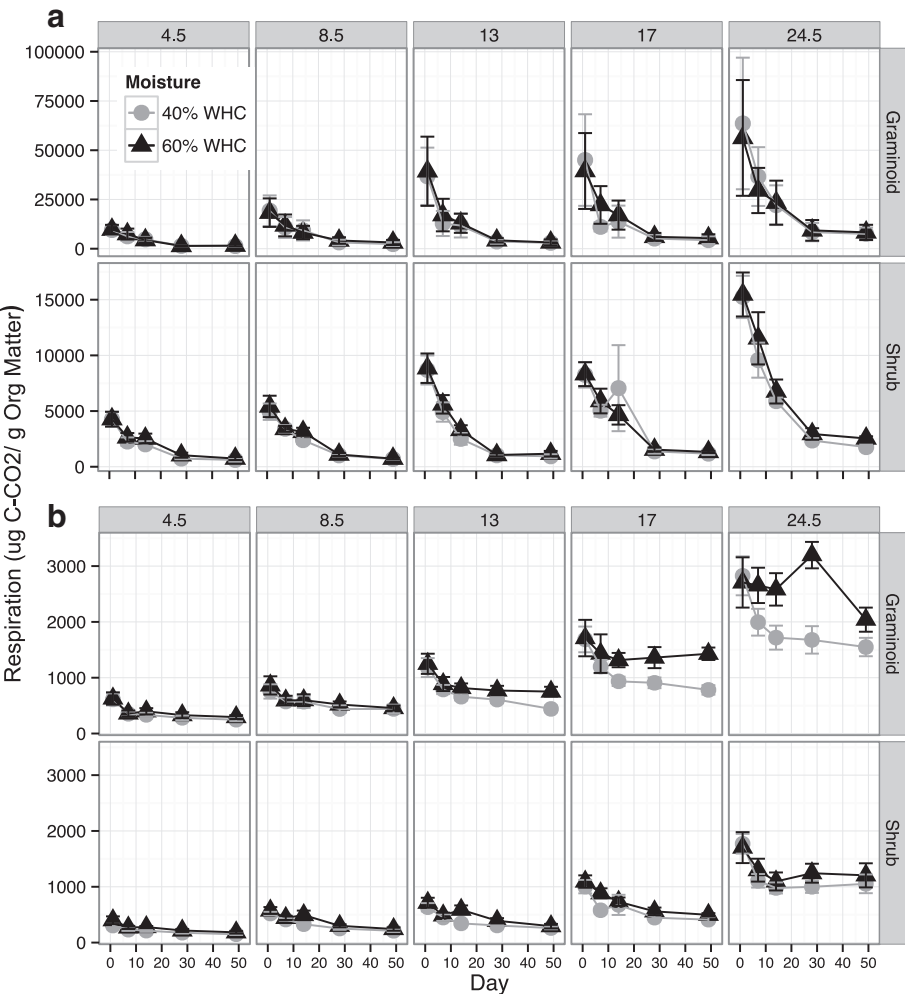 a
4.5 8.5 13 17 24.5
100000
75000
50000
25000
0
Graminoid
Moisture
40% WHC
60% WHC
15000
10000
5000
0
Shrub
Respiration (ug C-CO2/ g Org Matter)
b
4.5 8.5 13 17 24.5
3000
2000
1000
0
Graminoid
3000
2000
1000
0
Shrub
0 10 20 30 40 50 0 10 20 30 40 50 0 10 20 30 40 50 0 10 20 30 40 50 0 10 20 30 40 50
Day